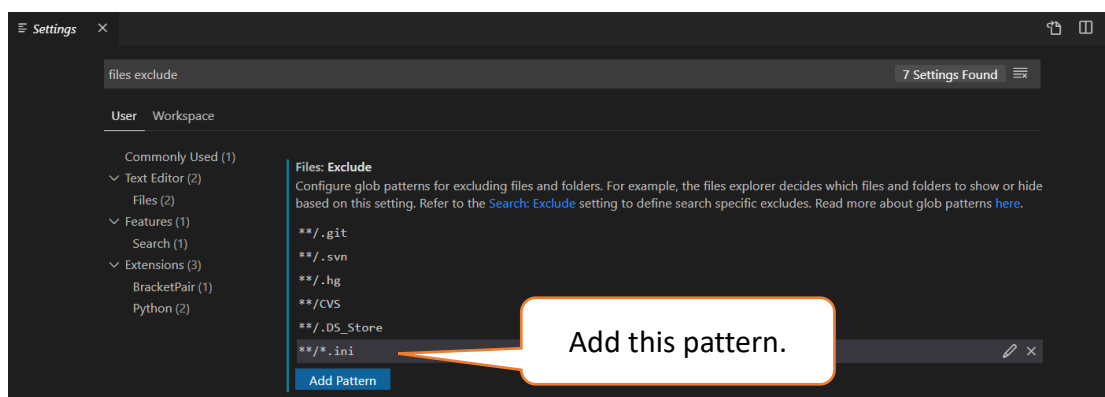 Settings
files exclude
7 Settings Found
User Workspace
Commonly Used (1)
Text Editor (2)
Files (2)
Features (1)
Search (1)
Extensions (3)
BracketPair (1)
Python (2)
Files: Exclude
Configure glob patterns for excluding files and folders. For example, the files explorer decides which files and folders to show or hide
based on this setting. Refer to the Search: Exclude setting to define search specific excludes. Read more about glob patterns here.
**/.git
**/.svn
**/.hg
**/CVS
**/.DS_Store
**/*.ini
Add this pattern.
Add Pattern